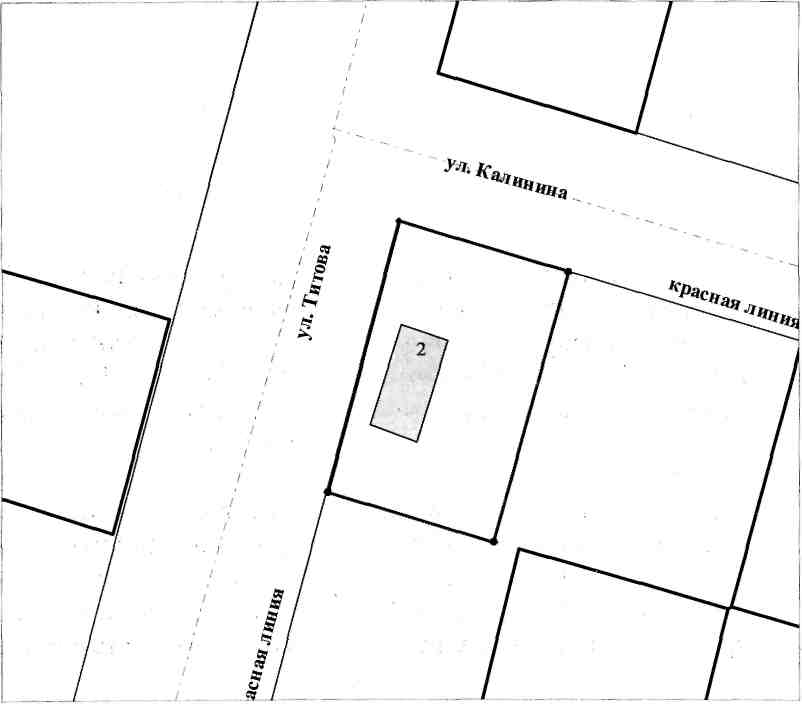 ул. Калинина
ул. Титова
красная линия
2
асная линия